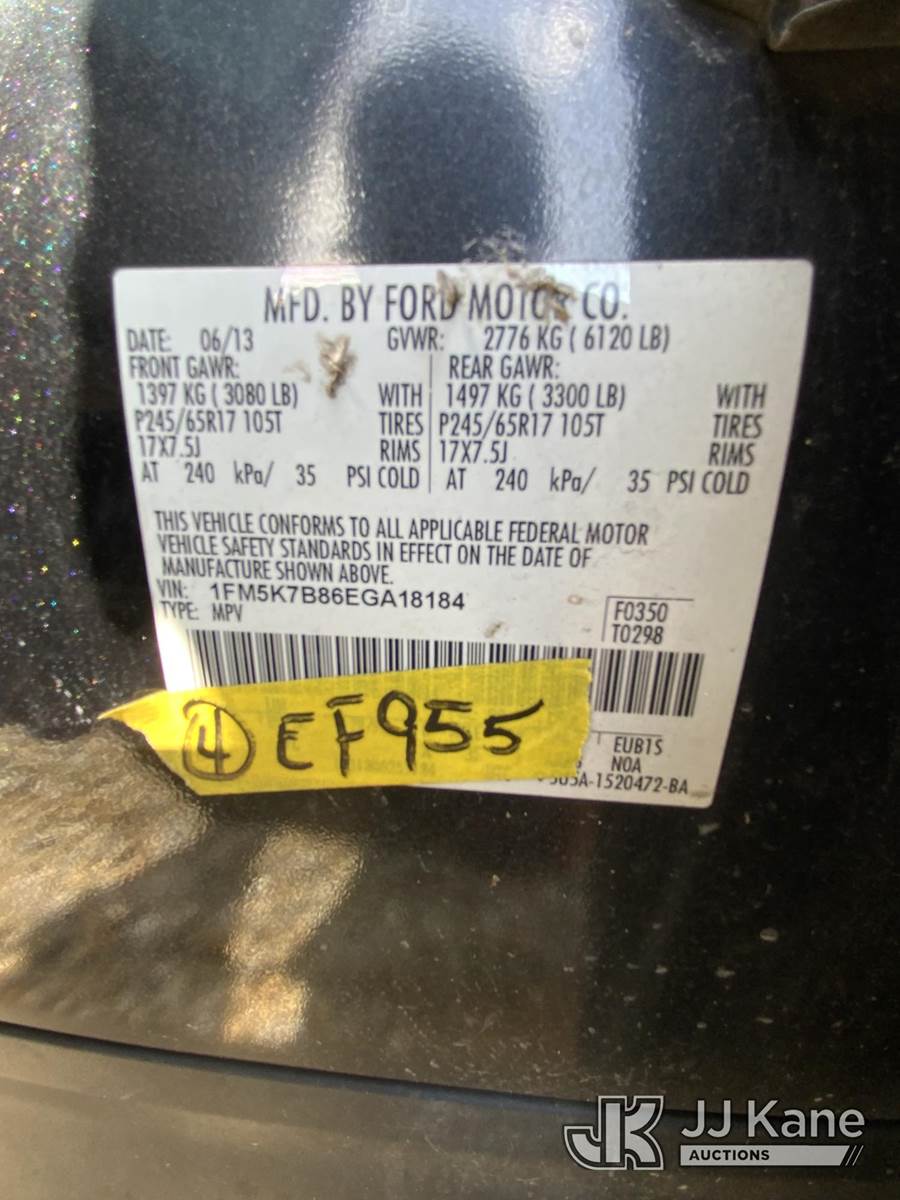 MFD. BY FORD MOTOR CO.
DATE: 06/13 GVWR: 2776 KG ( 6120 LB)
FRONT GAWR: REAR GAWR:
1397 KG ( 3080 LB) WITH 1497 KG ( 3300 LB) WITH
P245/65R17 105T TIRES P245/65R17 105T TIRES
17X7.5J RIMS 17X7.5J RIMS
AT 240 kPa/ 35 PSI COLD AT 240 kPa/ 35 PSI COLD
THIS VEHICLE CONFORMS TO ALL APPLICABLE FEDERAL MOTOR
VEHICLE SAFETY STANDARDS IN EFFECT ON THE DATE OF
MANUFACTURE SHOWN ABOVE.
VIN: 1FM5K7B86EGA18184
TYPE: MPV
F0350
T0298
4 EF955
EUB1S
NOA
-1520472-BA
JK JJ Kane
AUCTIONS